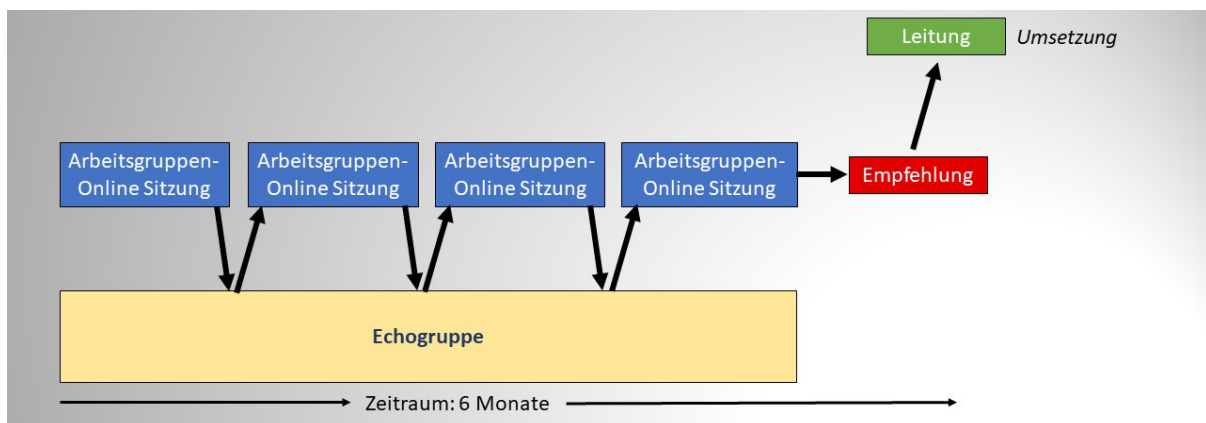 Leitung
Umsetzung
Arbeitsgruppen-
Online Sitzung
Arbeitsgruppen-
Online Sitzung
Arbeitsgruppen-
Online Sitzung
Arbeitsgruppen-
Online Sitzung
Empfehlung
Echogruppe
Zeitraum: 6 Monate